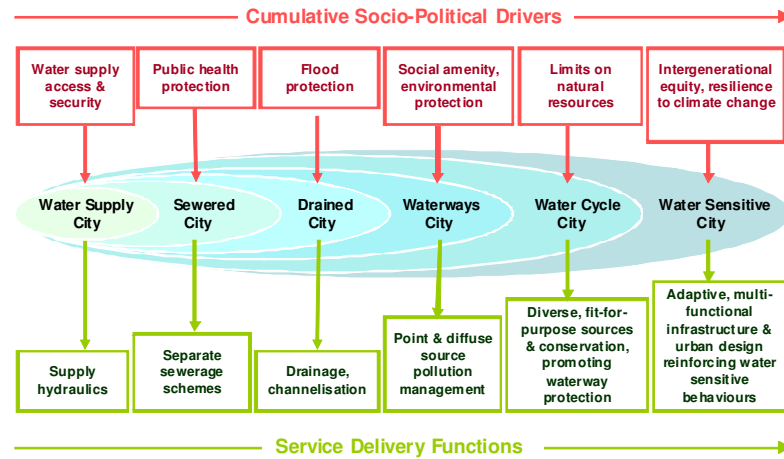 Cumulative Socio-Political Drivers
Water supply
access &
security
Public health
protection
Flood
protection
Social amenity,
environmental
protection
Limits on
natural
resources
Intergenerational
equity, resilience
to climate change
Water Supply
City
Sewered
City
Drained
City
Waterways
City
Water Cycle
City
Water Sensitive
City
Supply
hydraulics
Separate
sewerage
schemes
Drainage,
channelisation
Point & diffuse
source
pollution
management
Diverse, fit-for-
purpose sources
& conservation,
promoting
waterway
protection
Adaptive, multi-
functional
infrastructure &
urban design
reinforcing water
sensitive
behaviours
Service Delivery Functions